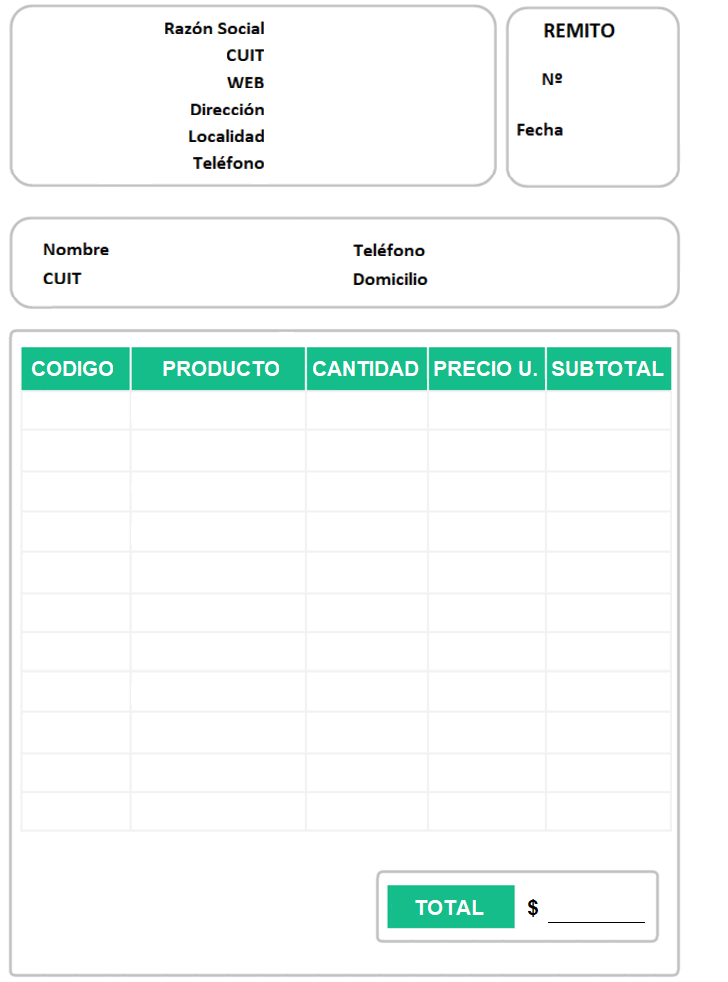 Razón Social
CUIT
WEB
Dirección
Localidad
Teléfono
REMITO
Nº
Fecha
Nombre Teléfono
CUIT Domicilio
CODIGO PRODUCTO CANTIDAD PRECIO U. SUBTOTAL
TOTAL $